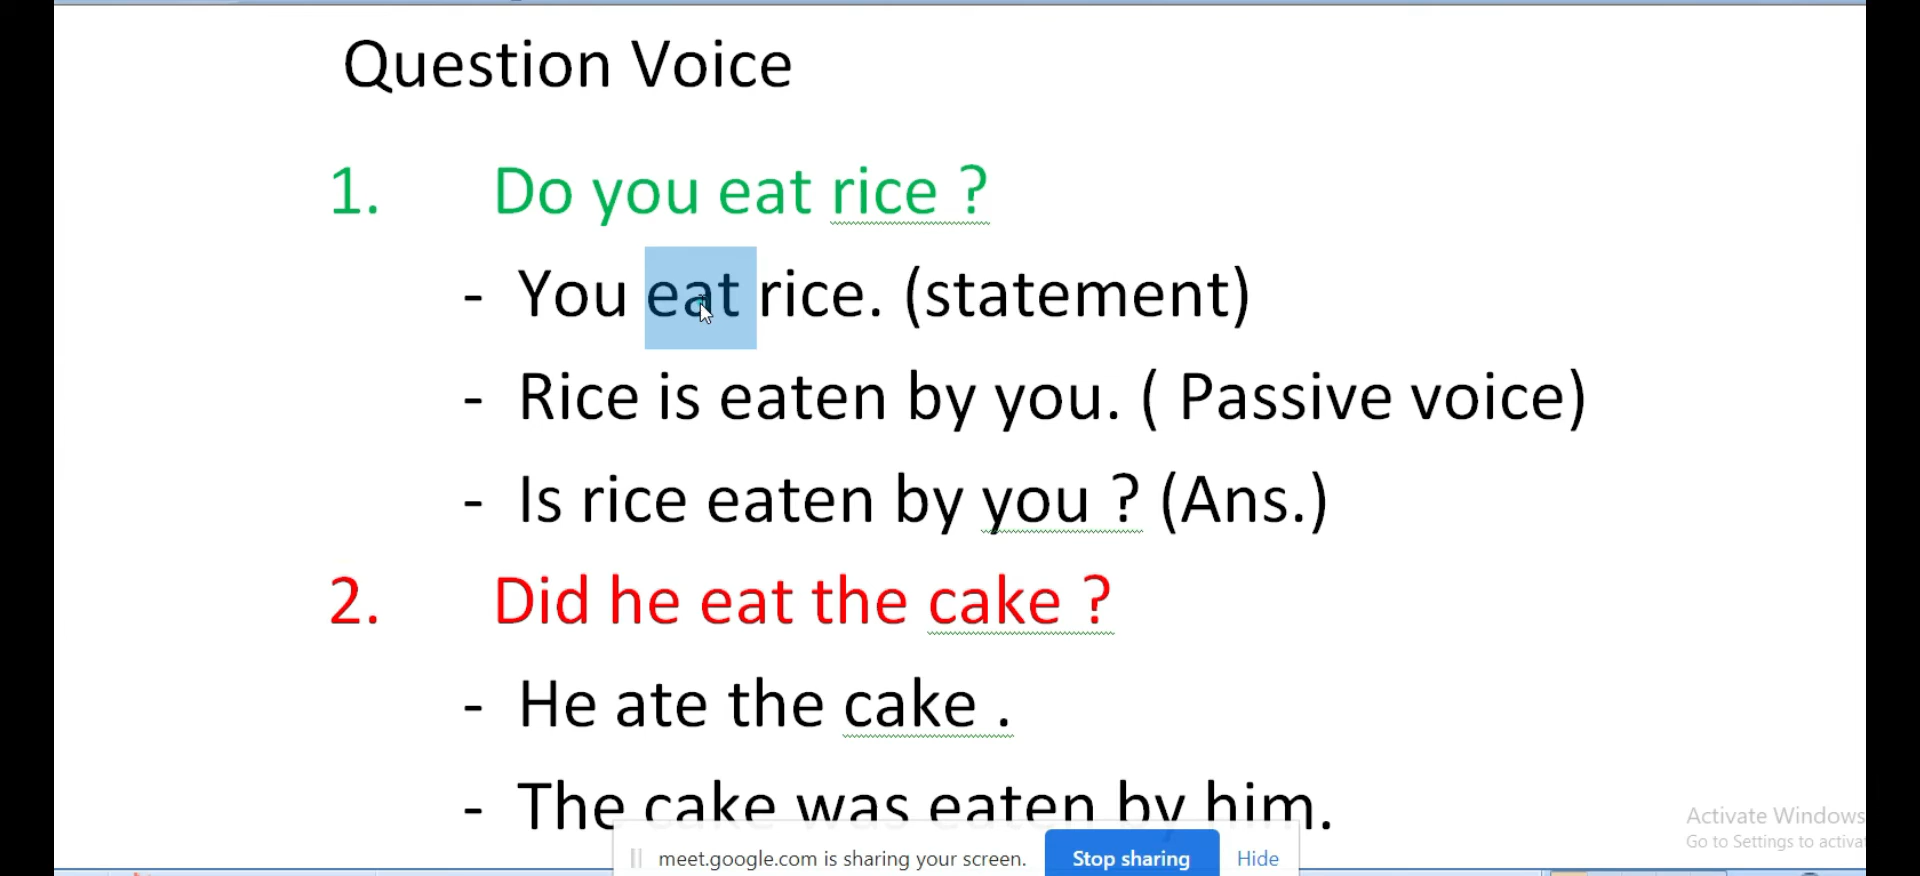 Question Voice
1. Do you eat rice ?
- You eat rice. (statement)
- Rice is eaten by you. ( Passive voice)
- Is rice eaten by you ? (Ans.)
2. Did he eat the cake ?
- He ate the cake .
- The cake was eaten by him.
Activate Windows
Go to Settings to activa
meet.google.com is sharing your screen. Stop sharing Hide